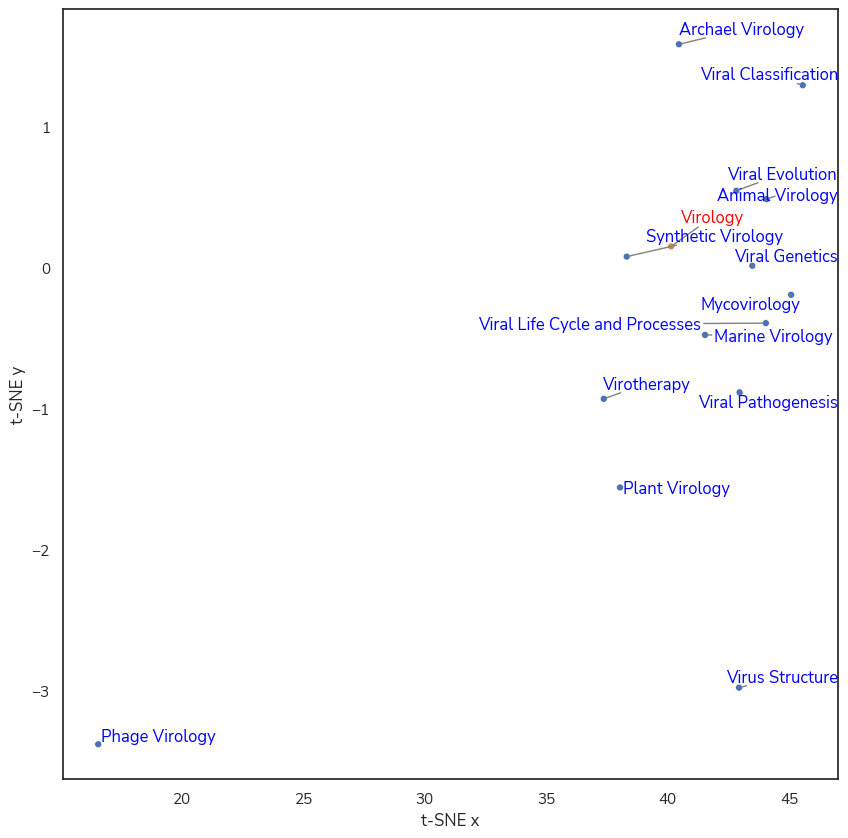 Archael Virology
Viral Classification
1
Viral Evolution
Animal Virology
Virology
Synthetic Virology
Viral Genetics
0
Mycovirology
Viral Life Cycle and Processes
Marine Virology
Virotherapy
Viral Pathogenesis
−1
Plant Virology
−2
Virus Structure
−3
Phage Virology
t-SNE y
20 25 30 35 40 45
t-SNE x